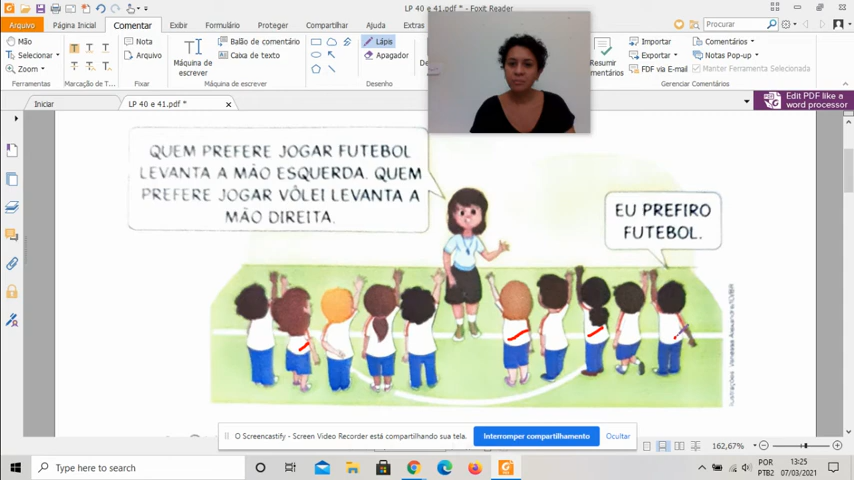 LP 40 e 41.pdf * - Foxit Reader
Arquivo Página Inicial Comentar Exibir Formulário Proteger Compartilhar Ajuda Extras Procurar
Mão
Selecionar
Zoom
Marcação de T...
Nota
Arquivo
Fixar
Máquina de
escrever
Balão de comentário
Caixa de texto
Máquina de escrever
Lápis
Apagador
Desenho
Resumir
comentários
Importar
Exportar
FDF via E-mail
Comentários
Notas Pop-up
Manter Ferramenta Selecionada
Gerenciar Comentários
Iniciar
LP 40 e 41.pdf *
Edit PDF like a
word processor
QUEM PREFERE JOGAR FUTEBOL
LEVANTA A MÃO ESQUERDA. QUEM
PREFERE JOGAR VÔLEI LEVANTA A
MÃO DIREITA.
EU PREFIRO
FUTEBOL.
Ilustrações: Vanessa Alexandre/CMBR
O Screencastify - Screen Video Recorder está compartilhando sua tela.
Interromper compartilhamento
Ocultar
162,67%
Type here to search
POR
PTB2
13:25
07/03/2021